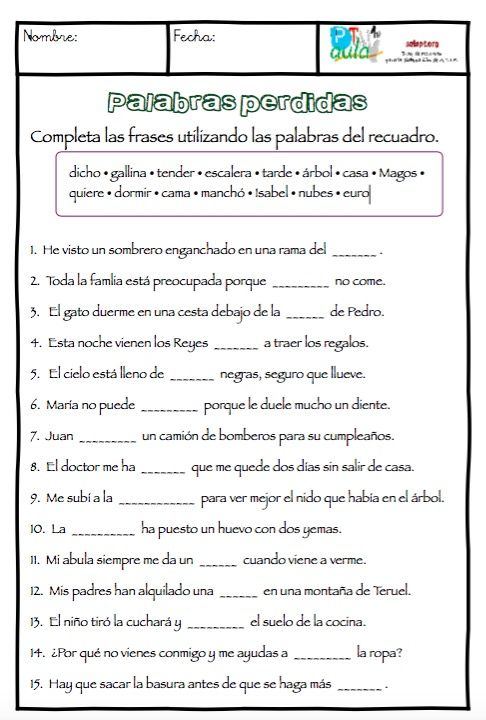 Nombre:
Fecha:
PTyal
aula
Palabras perdidas
Completa las frases utilizando las palabras del recuadro.
dicho • gallina • tender • escalera • tarde • árbol • casa • Magos •
quiere • dormir • cama • manchó • Isabel • nubes • euro
1. He visto un sombrero enganchado en una rama del _______ .
2. Toda la famlia está preocupada porque _________ no come.
3. El gato duerme en una cesta debajo de la ______ de Pedro.
4. Esta noche vienen los Reyes _______ a traer los regalos.
5. El cielo está lleno de _______ negras, seguro que llueve.
6. María no puede _________ porque le duele mucho un diente.
7. Juan _________ un camión de bomberos para su cumpleaños.
8. El doctor me ha _______ que me quede dos días sin salir de casa.
9. Me subí a la ____________ para ver mejor el nido que había en el árbol.
10. La __________ ha puesto un huevo con dos yemas.
11. Mi abula siempre me da un ______ cuando viene a verme.
12. Mis padres han alquilado una ______ en una montaña de Teruel.
13. El niño tiró la cuchará y _________ el suelo de la cocina.
14. ¿Por qué no vienes conmigo y me ayudas a _________ la ropa?
15. Hay que sacar la basura antes de que se haga más _______ .